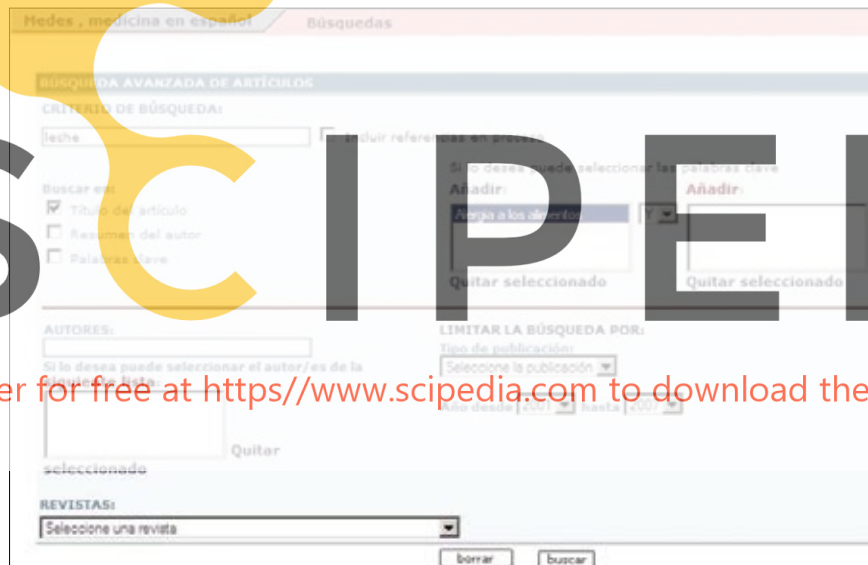 Medes , medicina en español
Búsquedas
BÚSQUEDA AVANZADA DE ARTÍCULOS
CRITERIO DE BÚSQUEDA:
leche
Incluir referencias en proceso
Si lo desea puede seleccionar las palabras clave
Buscar en:
Título del artículo
Resumen del autor
Palabras clave
Añadir:
Alergia a los alimentos
Y
Quitar seleccionado
Añadir:
Quitar seleccionado
SCIPE
AUTORES:
Si lo desea puede seleccionar el autor/es de la
siguiente lista:
Quitar
seleccionado
LIMITAR LA BÚSQUEDA POR:
Tipo de publicación:
Seleccione la publicación
Año desde 2001 hasta 2007
er for free at https//www.scipedia.com to download the
REVISTAS:
Seleccione una revista
borrar
buscar